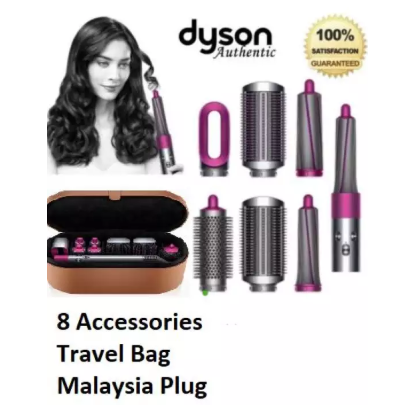 dyson
Authentic
100%
SATISFACTION
GUARANTEED
8 Accessories
Travel Bag
Malaysia Plug